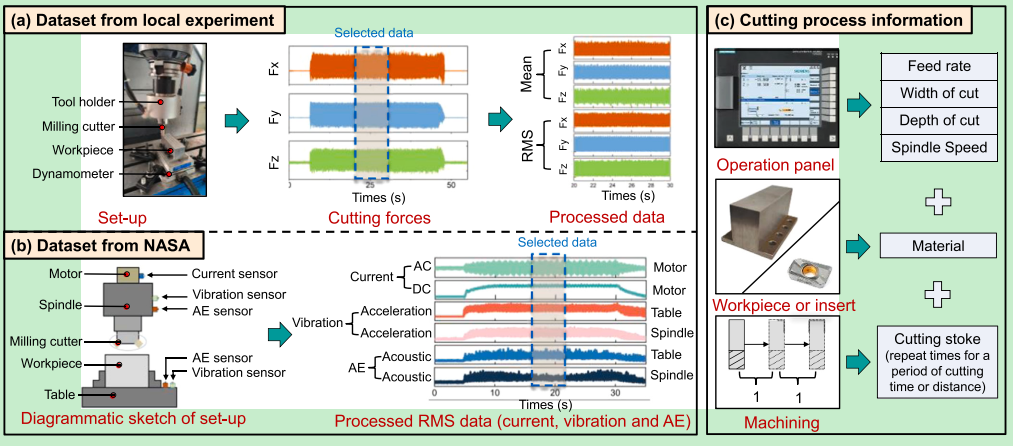 (a) Dataset from local experiment
Tool holder
Milling cutter
Workpiece
Dynamometer
Set-up
Selected data
Fx
Fy
Fz
0
25
50
Times (s)
Cutting forces
Mean
RMS
Fx
Fy
Fz
Fx
Fy
Fz
20 22 24 26 28 30
Times (s)
Processed data
(b) Dataset from NASA
Motor
Spindle
Milling cutter
Workpiece
Table
Current sensor
Vibration sensor
AE sensor
AE sensor
Vibration sensor
Diagrammatic sketch of set-up
Selected data
Current
AC
DC
Vibration
Acceleration
Acceleration
AE
Acoustic
Acoustic
Motor
Motor
Table
Spindle
Table
Spindle
0 10 20 30
Times (s)
Processed RMS data (current, vibration and AE)
(c) Cutting process information
Operation panel
Feed rate
Width of cut
Depth of cut
Spindle Speed
Workpiece or insert
Material
1
1
Machining
Cutting stoke
(repeat times for a
period of cutting
time or distance)